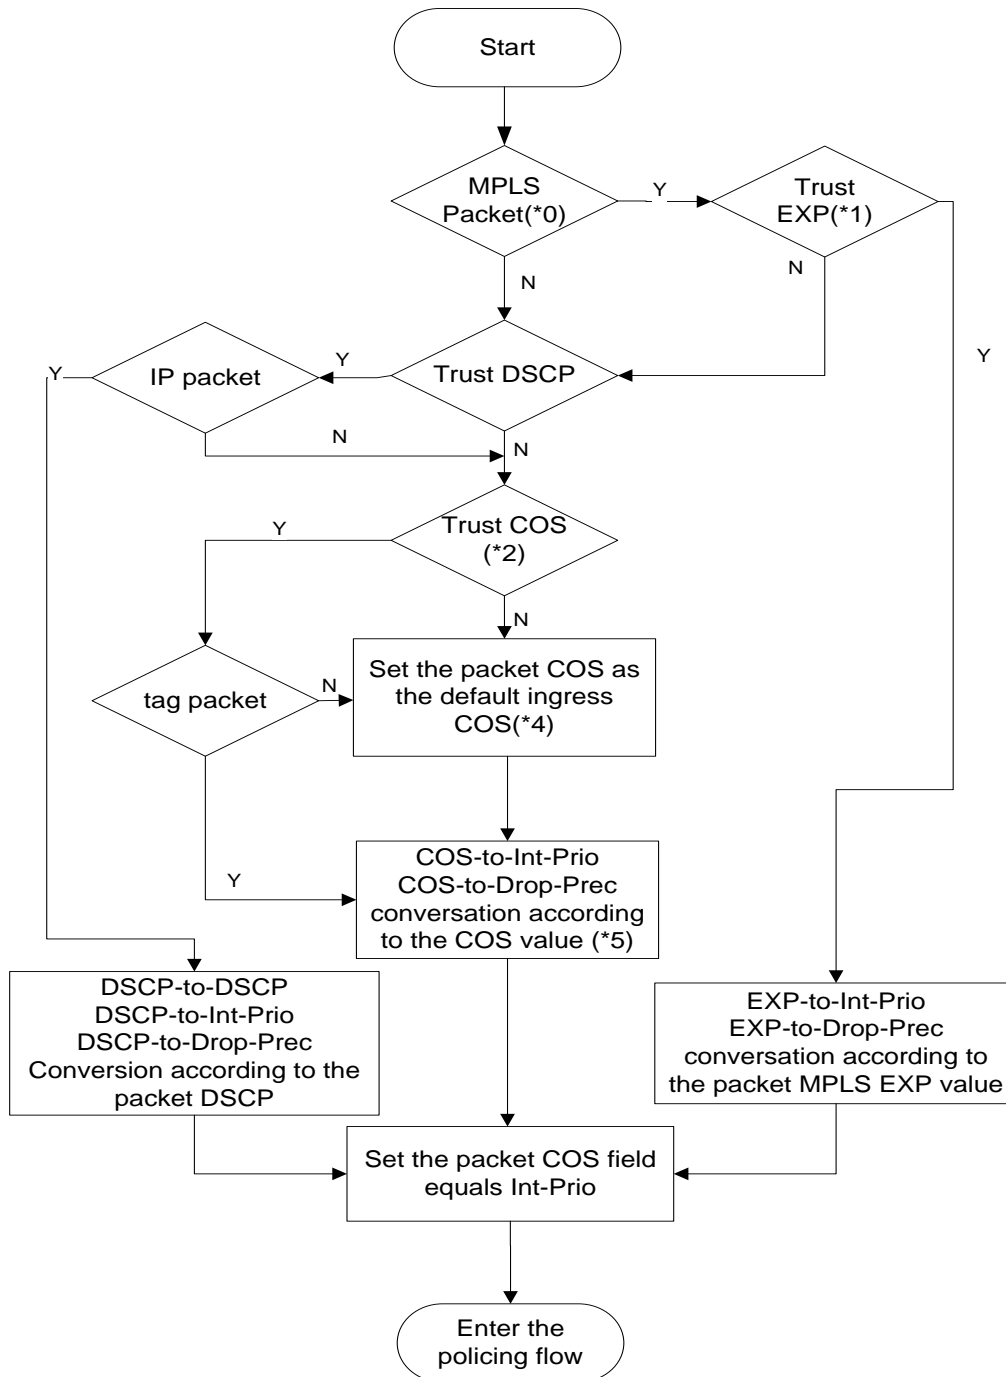 Start
MPLS
Packet(*0)
Y
Trust
EXP(*1)
N
N
Y
IP packet
Y
Trust DSCP
Y
N
N
Trust COS
(*2)
Y
N
tag packet
N
Set the packet COS as
the default ingress
COS(*4)
Y
COS-to-Int-Prio
COS-to-Drop-Prec
conversation according
to the COS value (*5)
DSCP-to-DSCP
DSCP-to-Int-Prio
DSCP-to-Drop-Prec
Conversion according to the
packet DSCP
EXP-to-Int-Prio
EXP-to-Drop-Prec
conversation according to
the packet MPLS EXP value
Set the packet COS field
equals Int-Prio
Enter the
policing flow